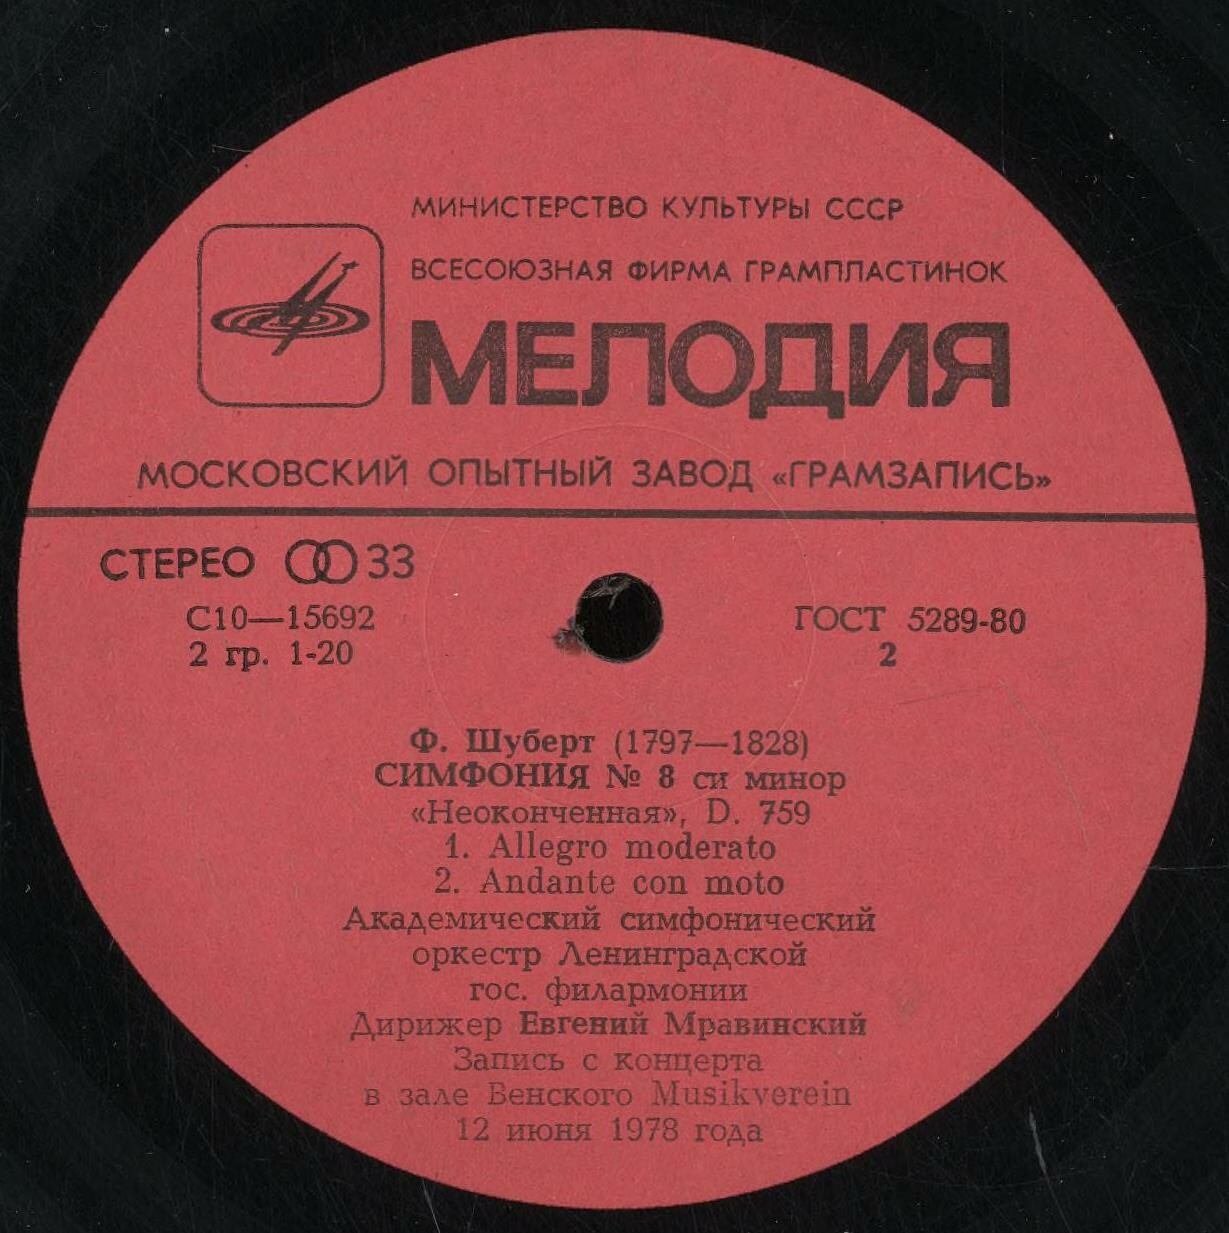 МИНИСТЕРСТВО КУЛЬТУРЫ СССР
ВСЕСОЮЗНАЯ ФИРМА ГРАМПЛАСТИНОК
МЕЛОДИЯ
МОСКОВСКИЙ ОПЫТНЫЙ ЗАВОД «ГРАМЗАПИСЬ»
СТЕРЕО 33
С10—15692
2 гр. 1-20
ГОСТ 5289-80
2
Ф. Шуберт (1797—1828)
СИМФОНИЯ № 8 си минор
«Неоконченная», D. 759
1. Allegro moderato
2. Andante con moto
Академический симфонический
оркестр Ленинградской
гос. филармонии
Дирижер Евгений Мравинский
Запись с концерта
в зале Венского Musikverein
12 июня 1978 года